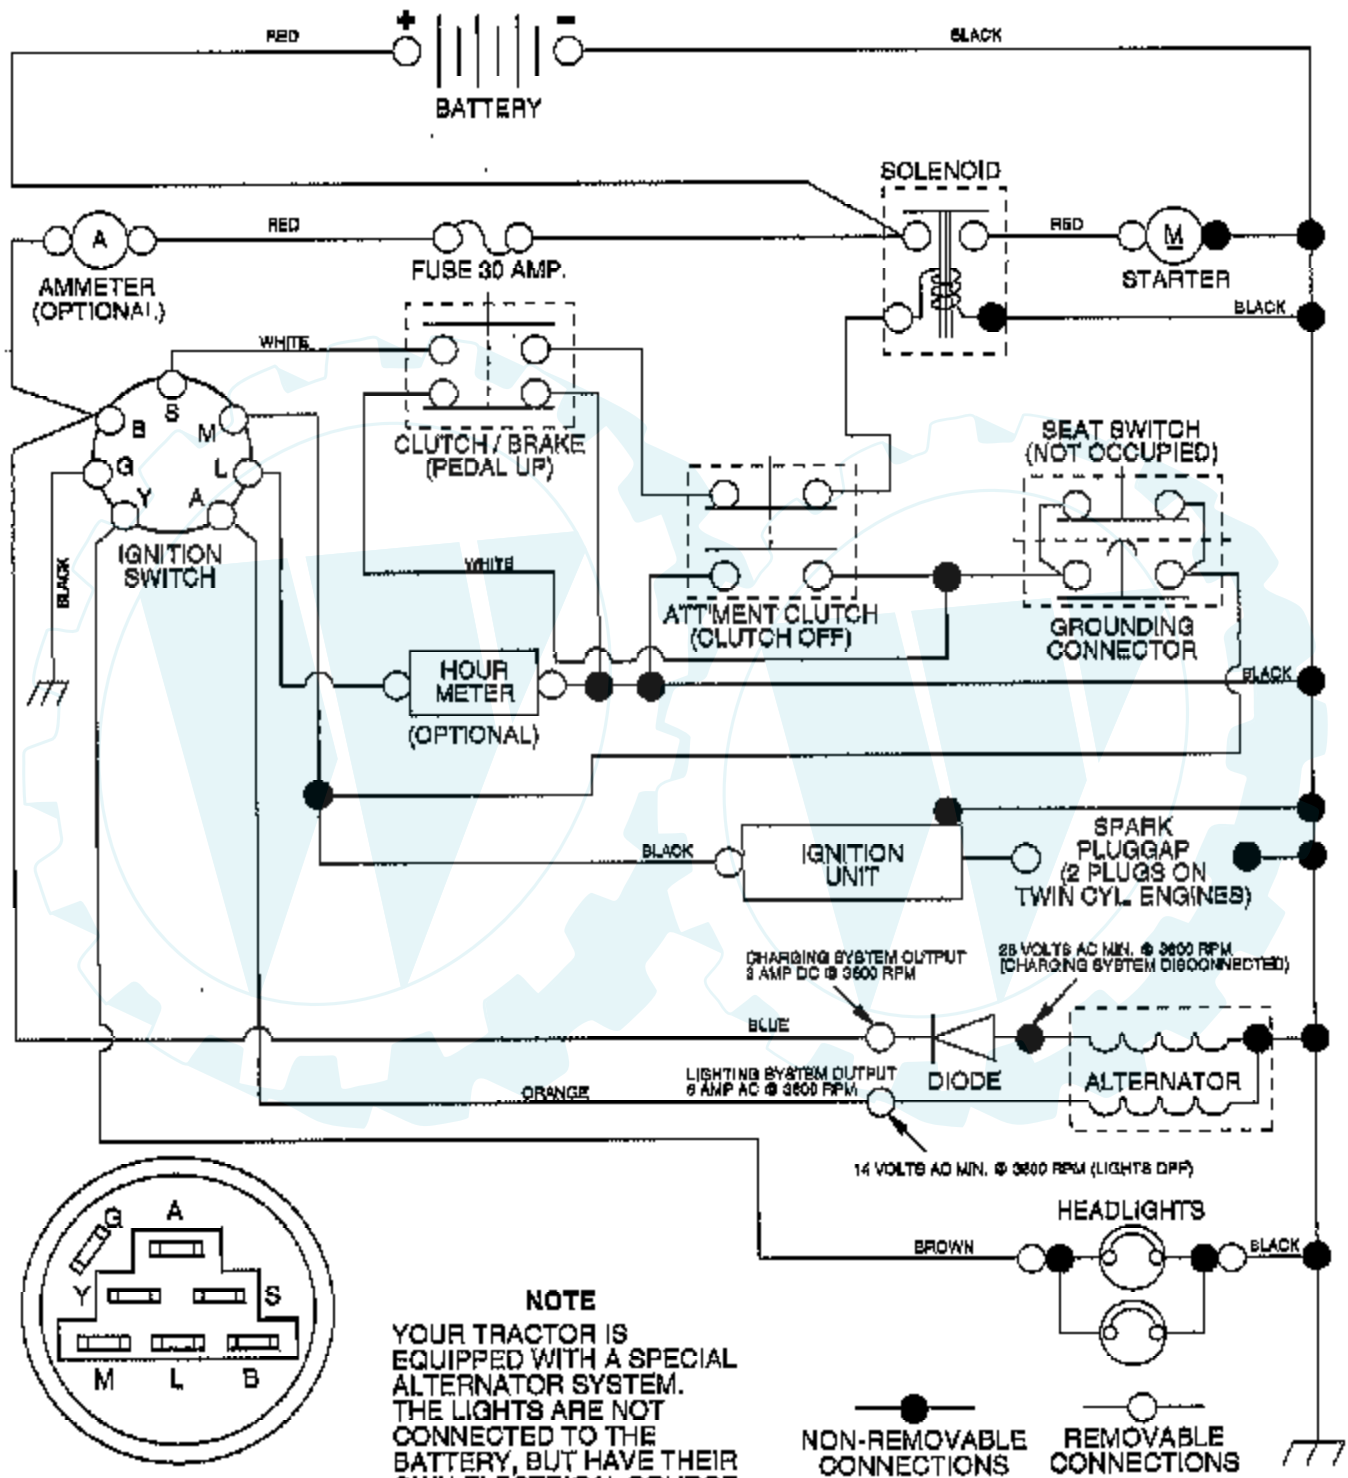 + -
RED
BLACK
BATTERY
SOLENOID
A
RED
RED
M
AMMETER
(OPTIONAL)
FUSE 30 AMP.
STARTER
BLACK
WHITE
S
B
M
G
L
Y
A
CLUTCH / BRAKE
(PEDAL UP)
SEAT SWITCH
(NOT OCCUPIED)
IGNITION
SWITCH
BLACK
WHITE
ATT'MENT CLUTCH
(CLUTCH OFF)
GROUNDING
CONNECTOR
HOUR
METER
(OPTIONAL)
BLACK
BLACK
IGNITION
UNIT
SPARK
PLUGGAP
(2 PLUGS ON
TWIN CYL. ENGINES)
CHARGING SYSTEM OUTPUT
3 AMP DC @ 3600 RPM
28 VOLTS AC MIN. @ 3600 RPM
(CHARGING SYSTEM DISCONNECTED)
BLUE
DIODE
ALTERNATOR
LIGHTING SYSTEM OUTPUT
5 AMP AC @ 3600 RPM
ORANGE
14 VOLTS AC MIN. @ 3600 RPM (LIGHTS OFF)
HEADLIGHTS
BROWN
BLACK
G
A
Y
S
M L B
NOTE
YOUR TRACTOR IS
EQUIPPED WITH A SPECIAL
ALTERNATOR SYSTEM.
THE LIGHTS ARE NOT
CONNECTED TO THE
BATTERY, BUT HAVE THEIR
NON-REMOVABLE
CONNECTIONS
REMOVABLE
CONNECTIONS